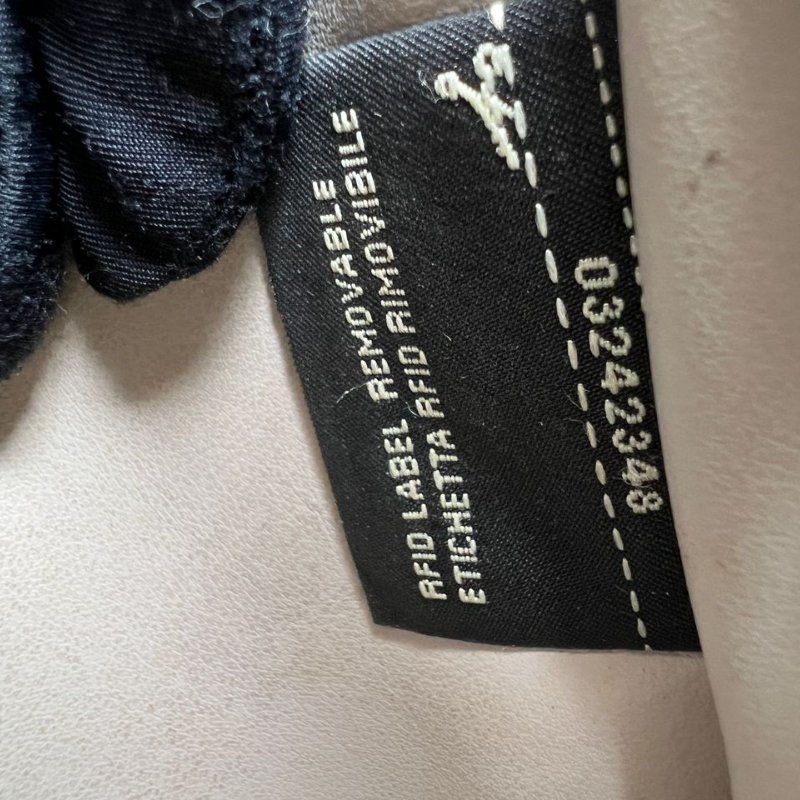 RFID LABEL REMOVABLE
ETICHETTA RFID RIMOVIBILE
03242348